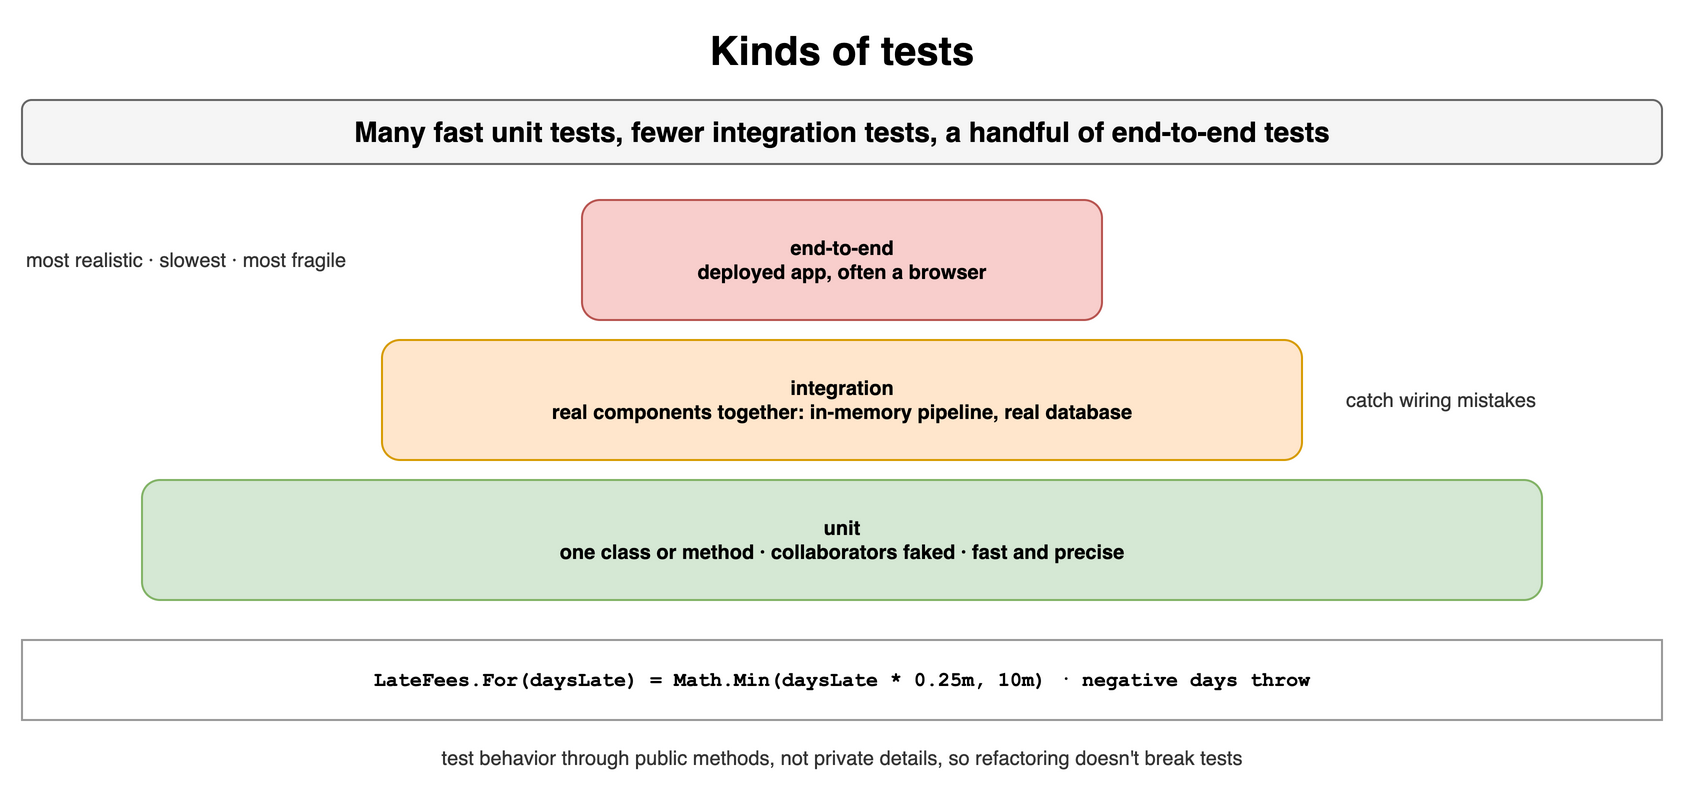 Kinds of tests
Many fast unit tests, fewer integration tests, a handful of end-to-end tests
end-to-end
deployed app, often a browser
most realistic · slowest · most fragile
integration
real components together: in-memory pipeline, real database
catch wiring mistakes
unit
one class or method · collaborators faked · fast and precise
LateFees.For(daysLate) = Math.Min(daysLate * 0.25m, 10m) · negative days throw
test behavior through public methods, not private details, so refactoring doesn't break tests